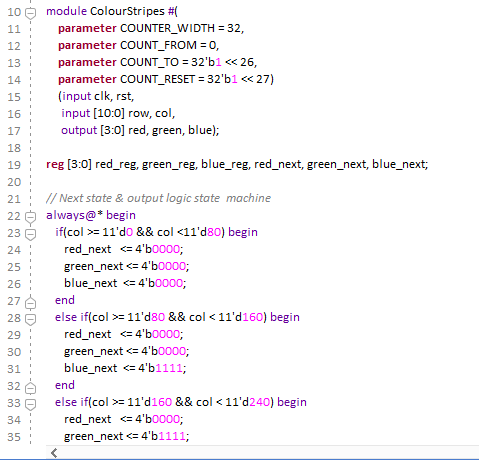 10 module ColourStripes #(
11 parameter COUNTER_WIDTH = 32,
12 parameter COUNT_FROM = 0,
13 parameter COUNT_TO = 32'b1 << 26,
14 parameter COUNT_RESET = 32'b1 << 27)
15 (input clk, rst,
16 input [10:0] row, col,
17 output [3:0] red, green, blue);
18
19 reg [3:0] red_reg, green_reg, blue_reg, red_next, green_next, blue_next;
20
21 // Next state & output logic state machine
22 always@* begin
23 if(col >= 11'd0 && col <11'd80) begin
24 red_next <= 4'b0000;
25 green_next <= 4'b0000;
26 blue_next <= 4'b0000;
27 end
28 else if(col >= 11'd80 && col < 11'd160) begin
29 red_next <= 4'b0000;
30 green_next <= 4'b0000;
31 blue_next <= 4'b1111;
32 end
33 else if(col >= 11'd160 && col < 11'd240) begin
34 red_next <= 4'b0000;
35 green_next <= 4'b1111;